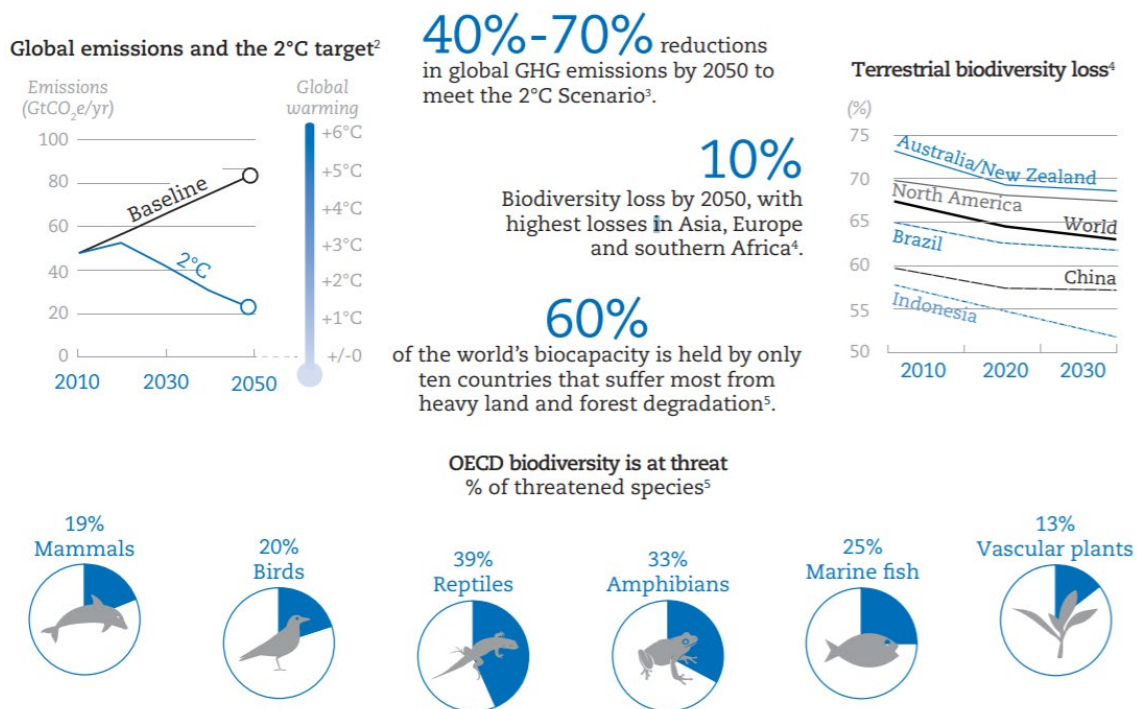 Global emissions and the 2°C target²
Emissions
(GtCO₂e/yr)
Global
warming
100
80
60
40
20
0
Baseline
2°C
+6°C
+5°C
+4°C
+3°C
+2°C
+1°C
+/-0
2010
2030
2050
40%-70% reductions
in global GHG emissions by 2050 to
meet the 2°C Scenario³.
10%
Biodiversity loss by 2050, with
highest losses in Asia, Europe
and southern Africa⁴.
60%
of the world's biocapacity is held by only
ten countries that suffer most from
heavy land and forest degradation⁵.
Terrestrial biodiversity loss⁴
(%)
75
70
65
60
55
50
Australia/New Zealand
North America
World
Brazil
China
Indonesia
2010
2020
2030
OECD biodiversity is at threat
% of threatened species⁵
19%
Mammals
20%
Birds
39%
Reptiles
33%
Amphibians
25%
Marine fish
13%
Vascular plants